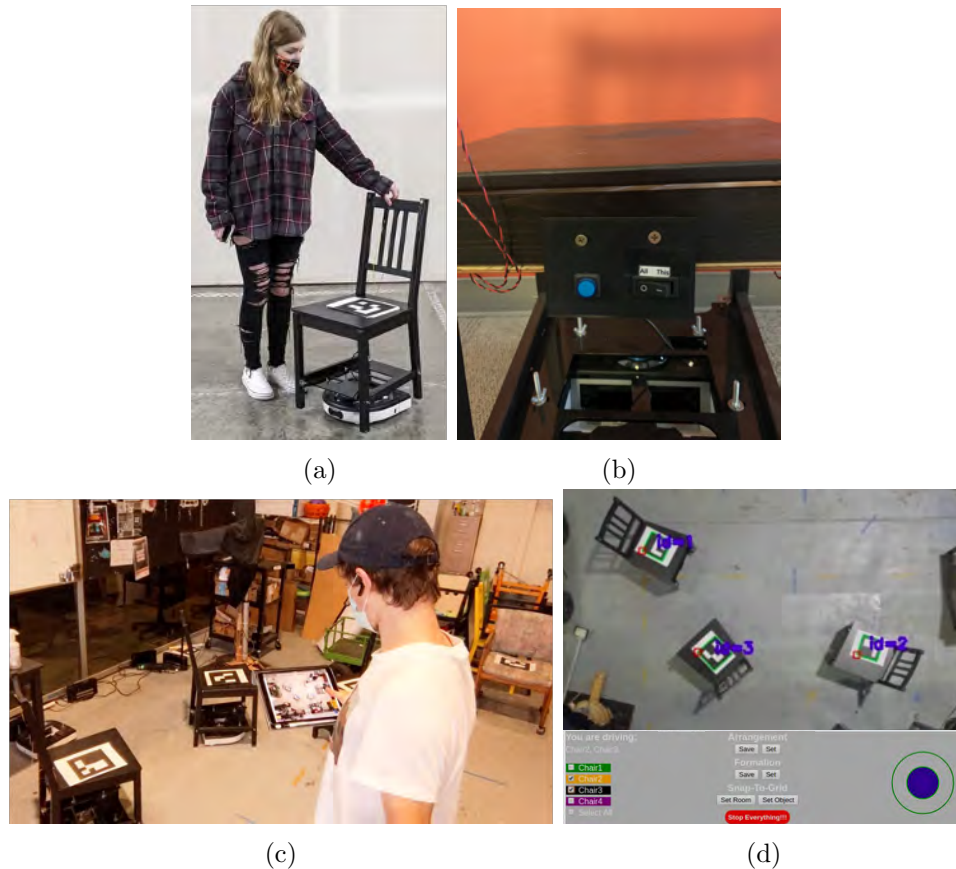 All This
(a)
(b)
id=1
id=3
id=2
You are driving:
Chair2, Chair3,
Chair1
Chair2
Chair3
Chair4
Select All
Arrangement
Save Set
Formation
Save Set
Snap-To-Grid
Set Room Set Object
Stop Everything!!!
(c)
(d)